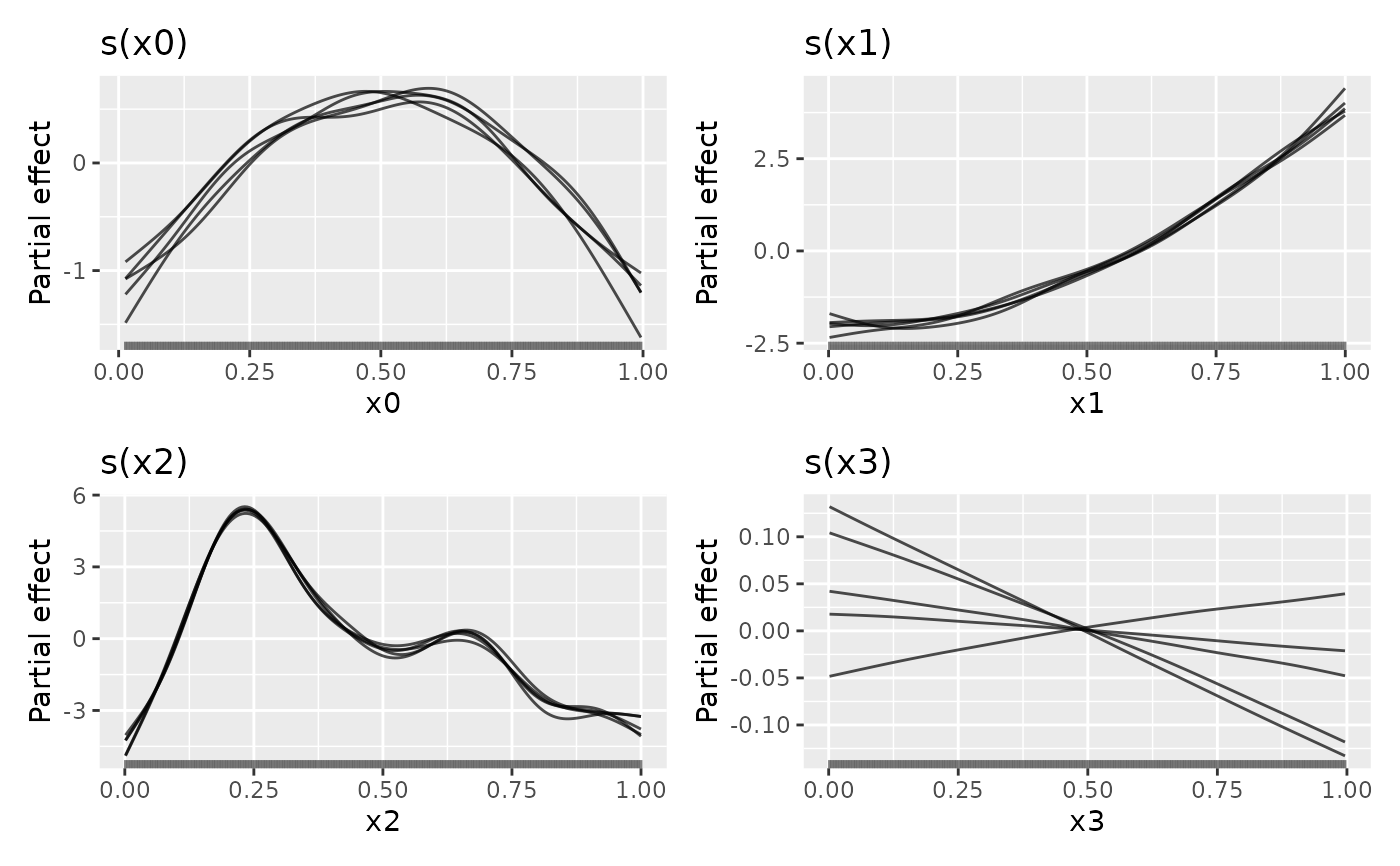 s(x0)
Partial effect
0
-1
0.00 0.25 0.50 0.75 1.00
x0
s(x1)
Partial effect
2.5
0.0
-2.5
0.00 0.25 0.50 0.75 1.00
x1
s(x2)
Partial effect
6
3
0
-3
0.00 0.25 0.50 0.75 1.00
x2
s(x3)
Partial effect
0.10
0.05
0.00
-0.05
-0.10
0.00 0.25 0.50 0.75 1.00
x3